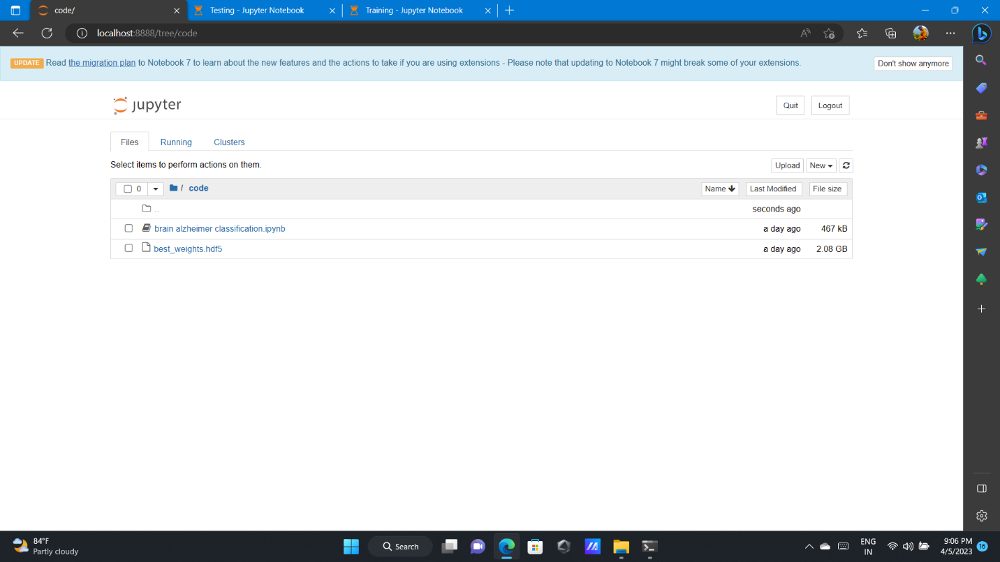 code/
Testing - Jupyter Notebook
Training - Jupyter Notebook
localhost:8888/tree/code
UPDATE Read the migration plan to Notebook 7 to learn about the new features and the actions to take if you are using extensions - Please note that updating to Notebook 7 might break some of your extensions.
Don't show anymore
jupyter
Quit
Logout
Files
Running
Clusters
Select items to perform actions on them.
Upload
New
0
/ code
Name
Last Modified
File size
..
seconds ago
brain alzheimer classification.ipynb
a day ago
467 kB
best_weights.hdf5
a day ago
2.08 GB
84°F
Partly cloudy
Search
ENG
IN
9:06 PM
4/5/2023
16